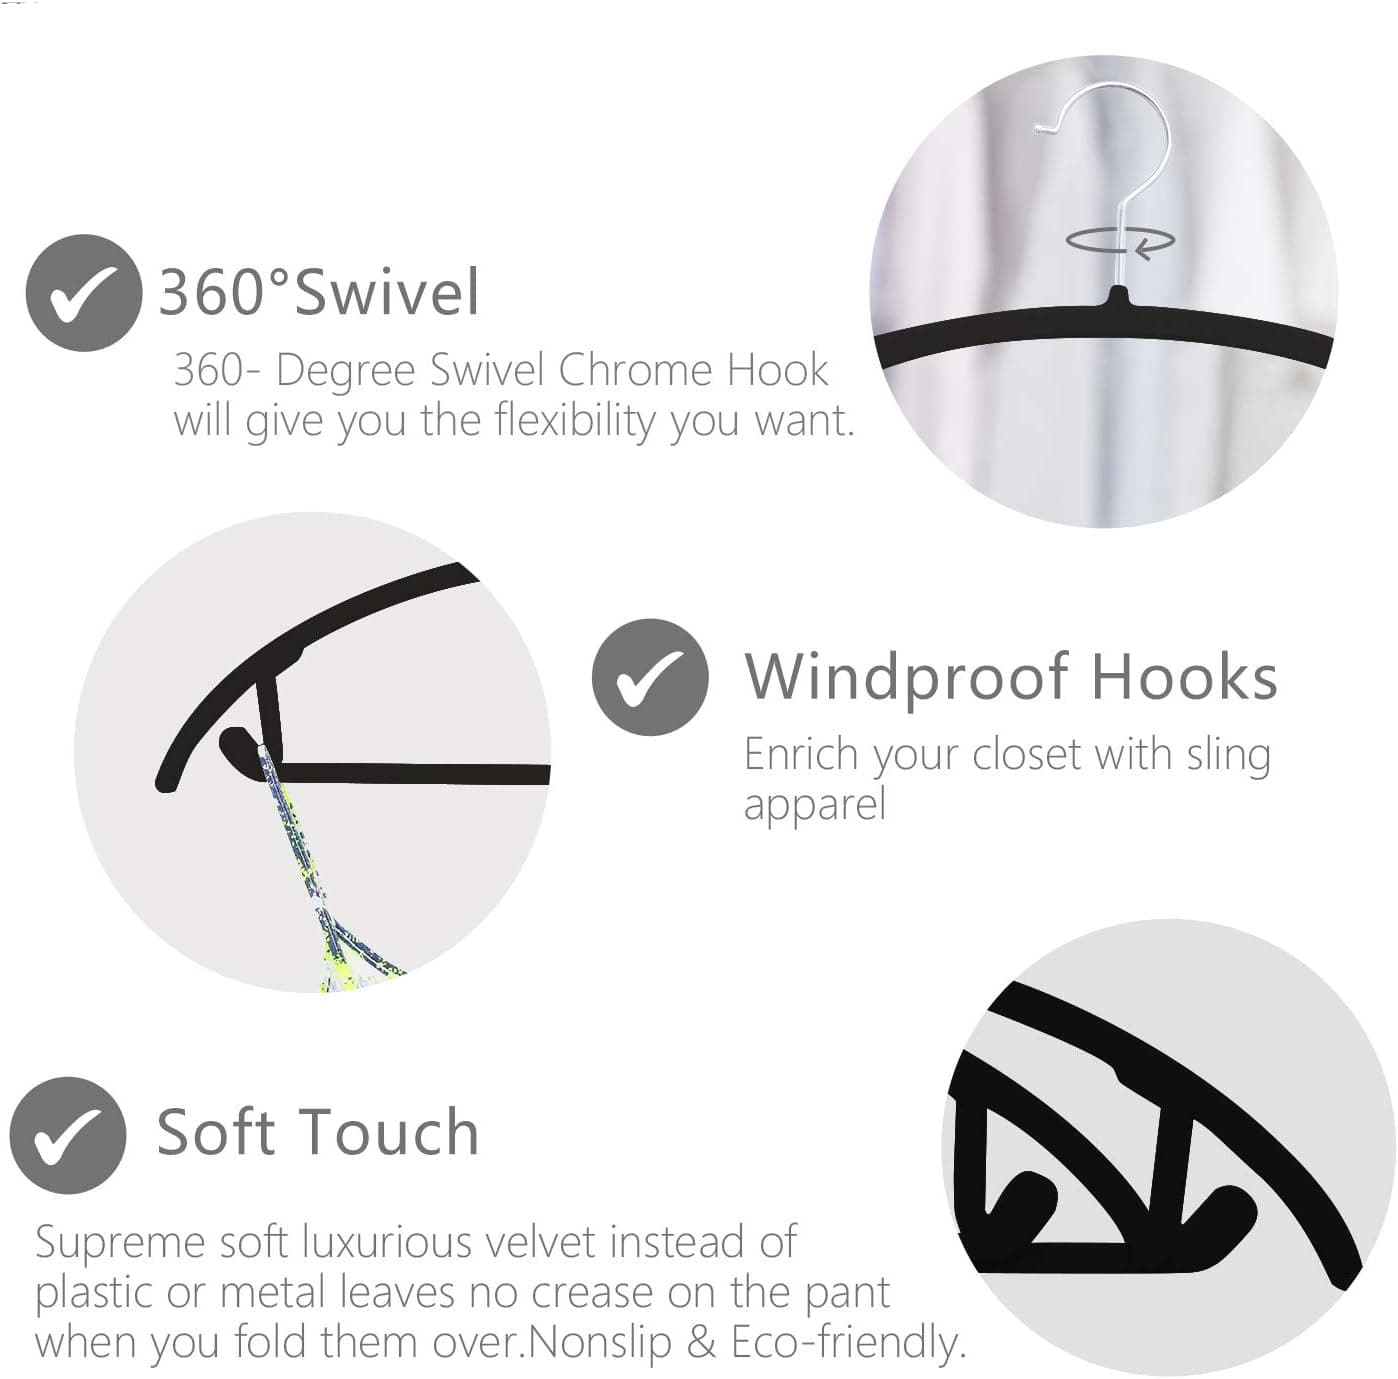 360°Swivel
360- Degree Swivel Chrome Hook
will give you the flexibility you want.
Windproof Hooks
Enrich your closet with sling
apparel
Soft Touch
Supreme soft luxurious velvet instead of
plastic or metal leaves no crease on the pant
when you fold them over.Nonslip & Eco-friendly.